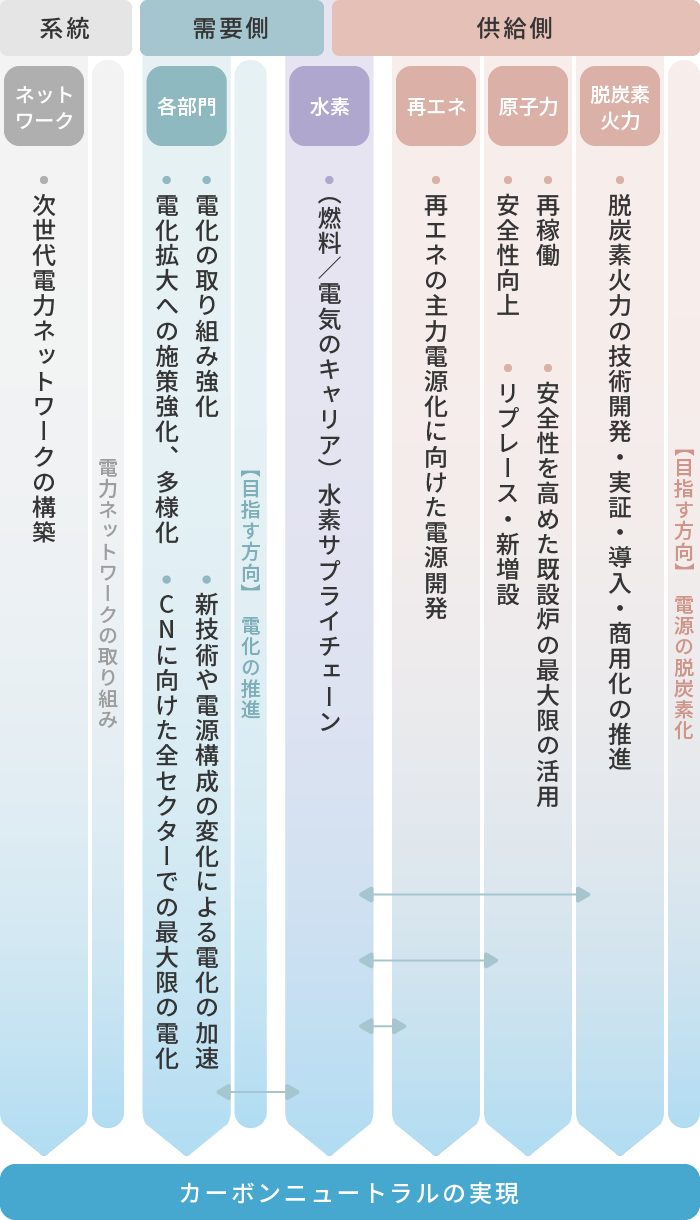 系統
需要側
供給側
ネット
ワーク
各部門
水素
再エネ
原子力
脱炭素
火力
・次世代電力ネットワークの構築
電力ネットワークの取り組み
・電化の取り組み強化
・電化拡大への施策強化、多様化
・新技術や電源構成の変化による電化の加速
・CNに向けた全セクターでの最大限の電化
【目指す方向】 電化の推進
・（燃料／電気のキャリア）水素サプライチェーン
・再エネの主力電源化に向けた電源開発
・再稼働
・安全性向上
・安全性を高めた既設炉の最大限の活用
・リプレース・新増設
・脱炭素火力の技術開発・実証・導入・商用化の推進
【目指す方向】 電源の脱炭素化
カーボンニュートラルの実現